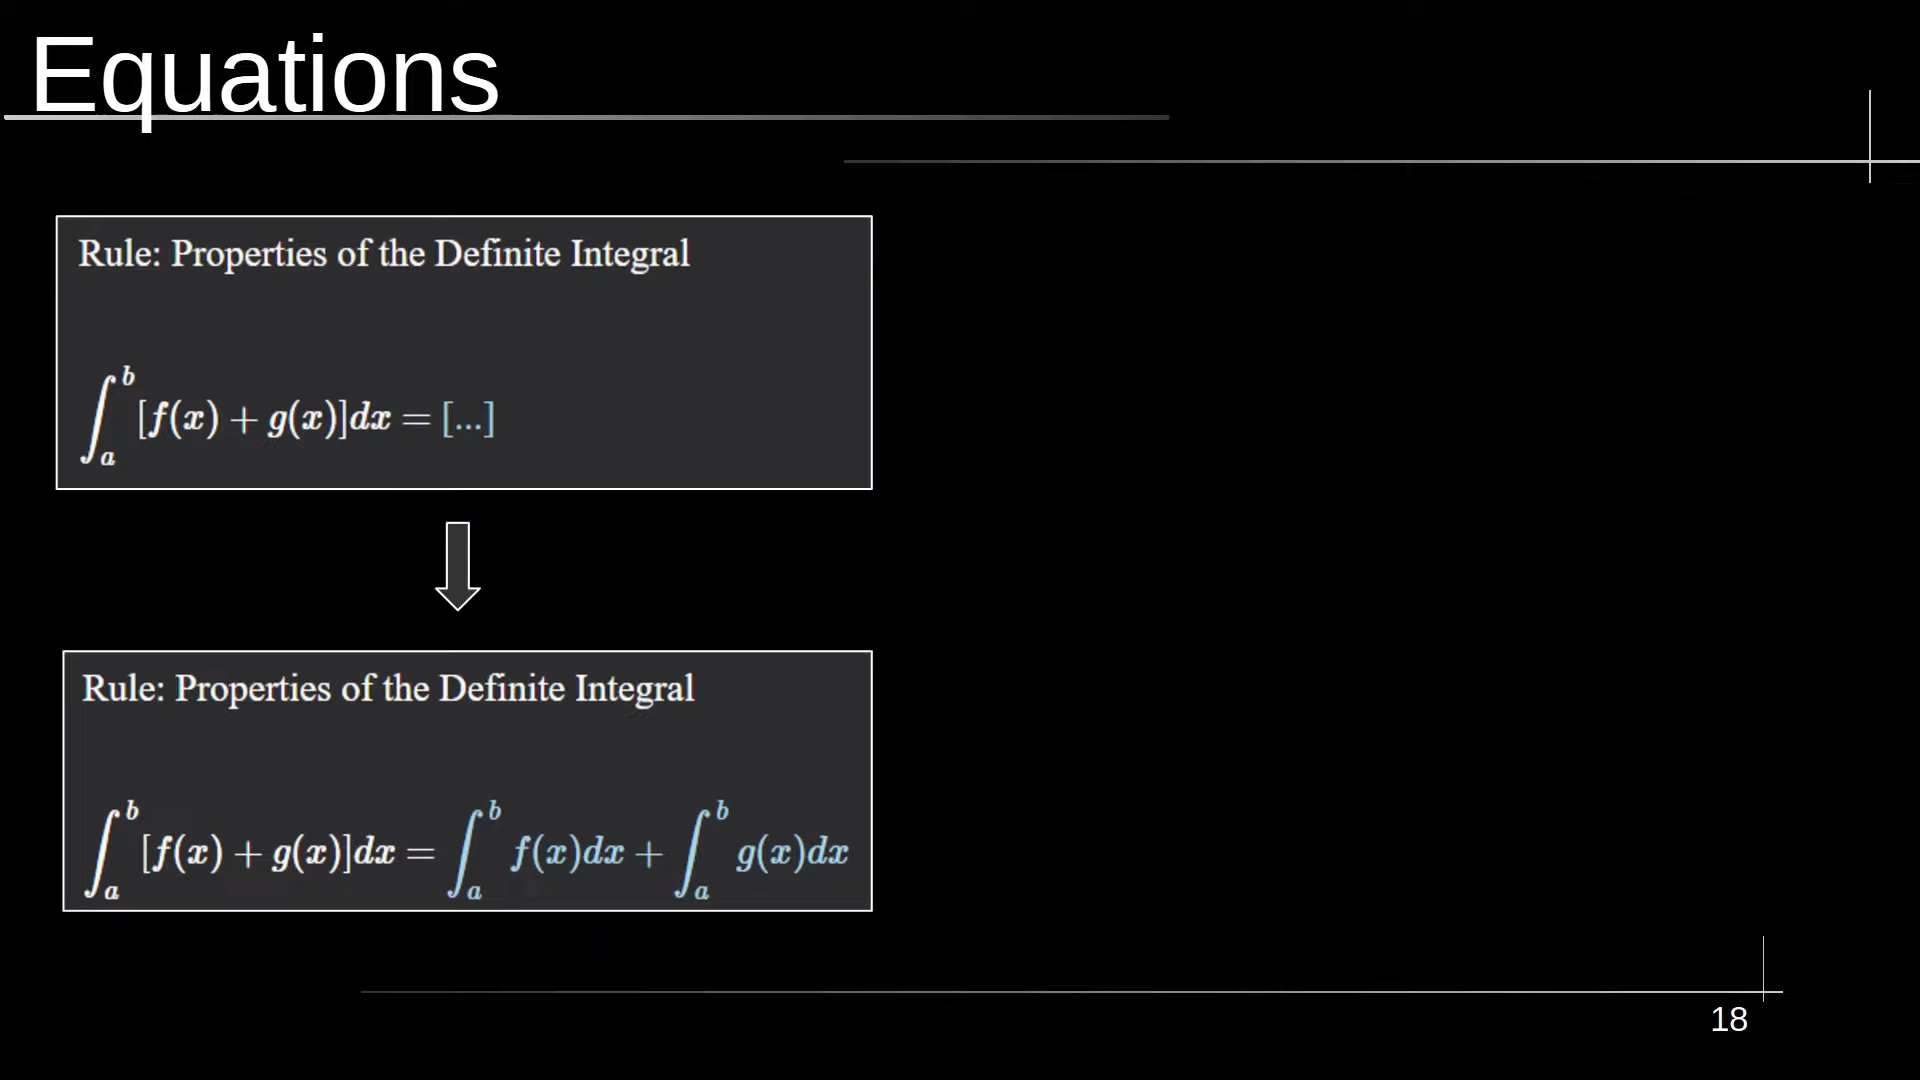 Equations
Rule: Properties of the Definite Integral
∫_a^b [f(x) + g(x)]dx = [...]
Rule: Properties of the Definite Integral
∫_a^b [f(x) + g(x)]dx = ∫_a^b f(x)dx + ∫_a^b g(x)dx
18